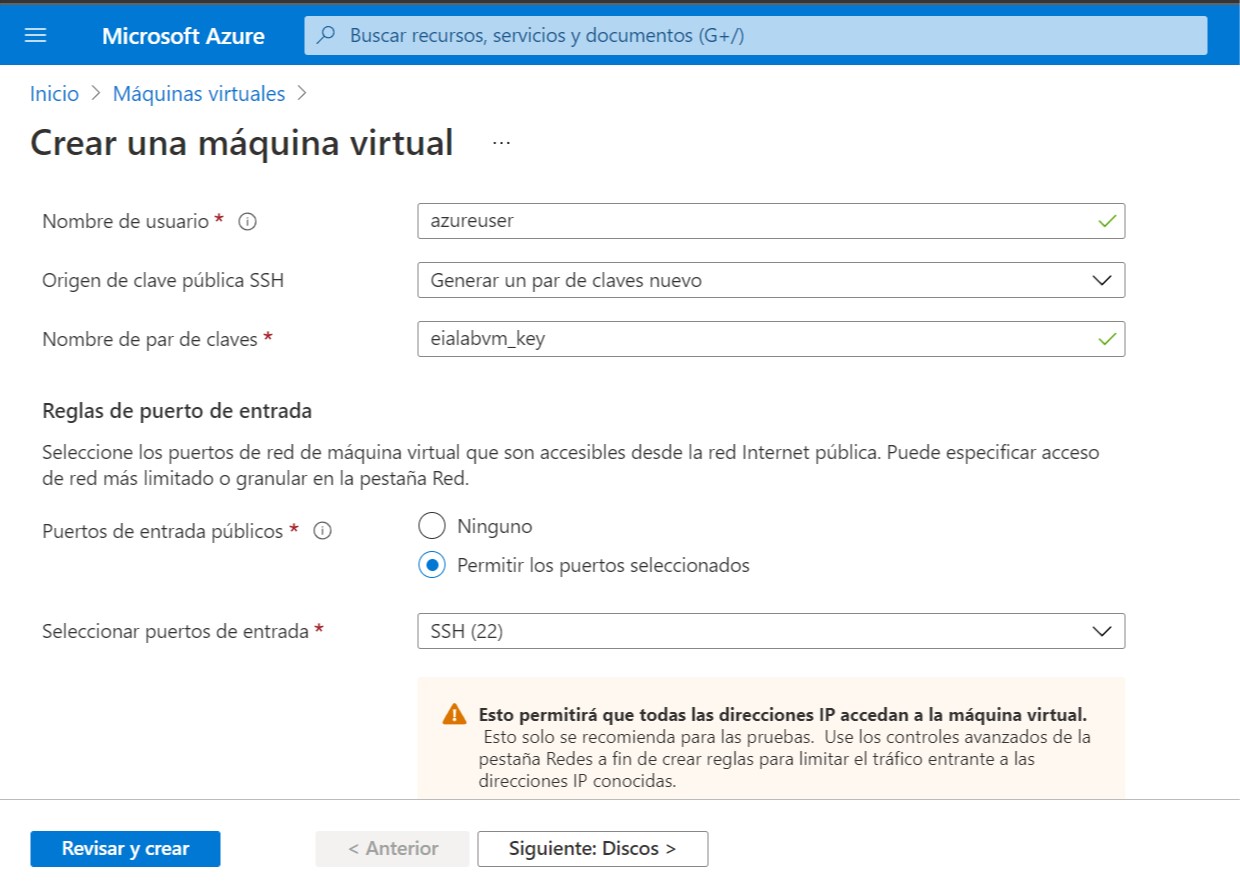 Microsoft Azure
Buscar recursos, servicios y documentos (G+/)
Inicio > Máquinas virtuales >
Crear una máquina virtual ...
Nombre de usuario *
azureuser
Origen de clave pública SSH
Generar un par de claves nuevo
Nombre de par de claves *
eialabvm_key
Reglas de puerto de entrada
Seleccione los puertos de red de máquina virtual que son accesibles desde la red Internet pública. Puede especificar acceso
de red más limitado o granular en la pestaña Red.
Puertos de entrada públicos *
Ninguno
Permitir los puertos seleccionados
Seleccionar puertos de entrada *
SSH (22)
Esto permitirá que todas las direcciones IP accedan a la máquina virtual.
Esto solo se recomienda para las pruebas. Use los controles avanzados de la
pestaña Redes a fin de crear reglas para limitar el tráfico entrante a las
direcciones IP conocidas.
Revisar y crear
< Anterior
Siguiente: Discos >